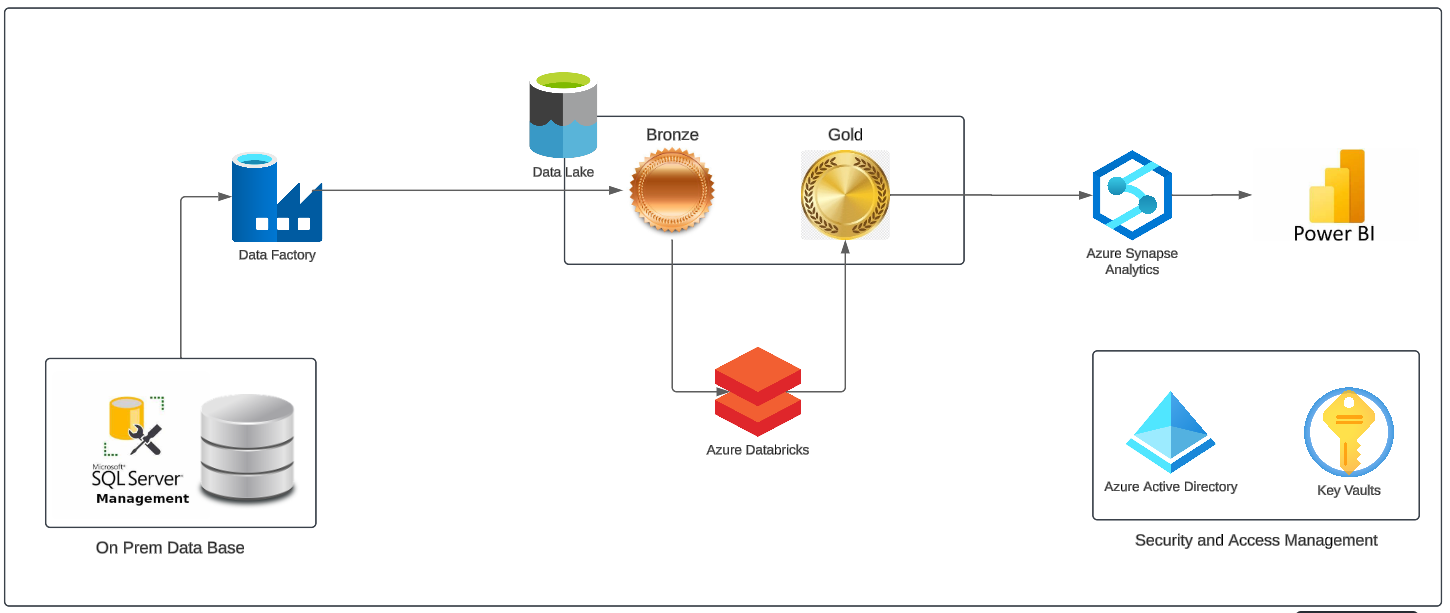 Bronze
Gold
Data Lake
Data Factory
Azure Synapse
Analytics
Power BI
Azure Databricks
Microsoft
SQL Server
Management
On Prem Data Base
Azure Active Directory
Key Vaults
Security and Access Management